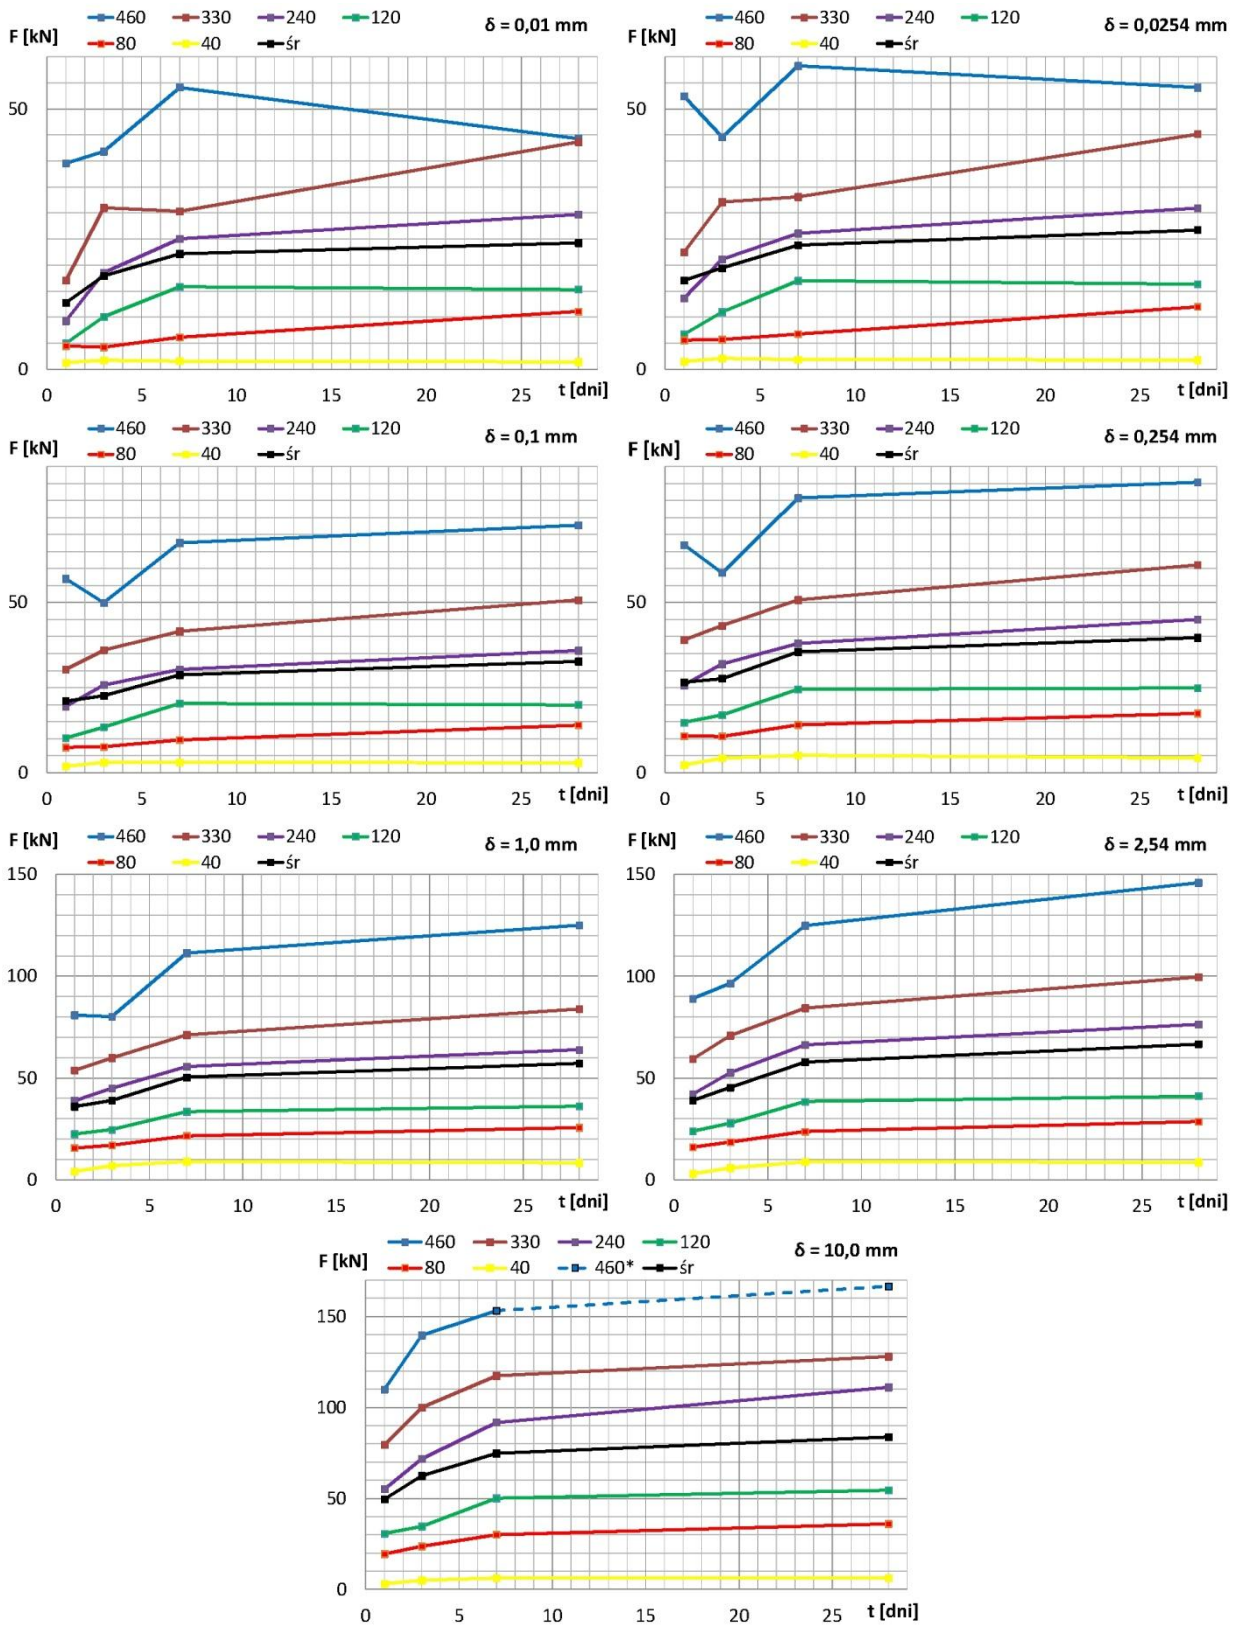 460 330 240 120
F [kN] 80 40 śr δ = 0,01 mm
50
0
0 5 10 15 20 25 t [dni]
460 330 240 120
F [kN] 80 40 śr δ = 0,0254 mm
50
0
0 5 10 15 20 25 t [dni]
460 330 240 120
F [kN] 80 40 śr δ = 0,1 mm
50
0
0 5 10 15 20 25 t [dni]
460 330 240 120
F [kN] 80 40 śr δ = 0,254 mm
50
0
0 5 10 15 20 25 t [dni]
460 330 240 120
F [kN] 80 40 śr δ = 1,0 mm
150
100
50
0
0 5 10 15 20 25 t [dni]
460 330 240 120
F [kN] 80 40 śr δ = 2,54 mm
150
100
50
0
0 5 10 15 20 25 t [dni]
460 330 240 120
F [kN] 80 40 460* śr δ = 10,0 mm
150
100
50
0
0 5 10 15 20 25 t [dni]